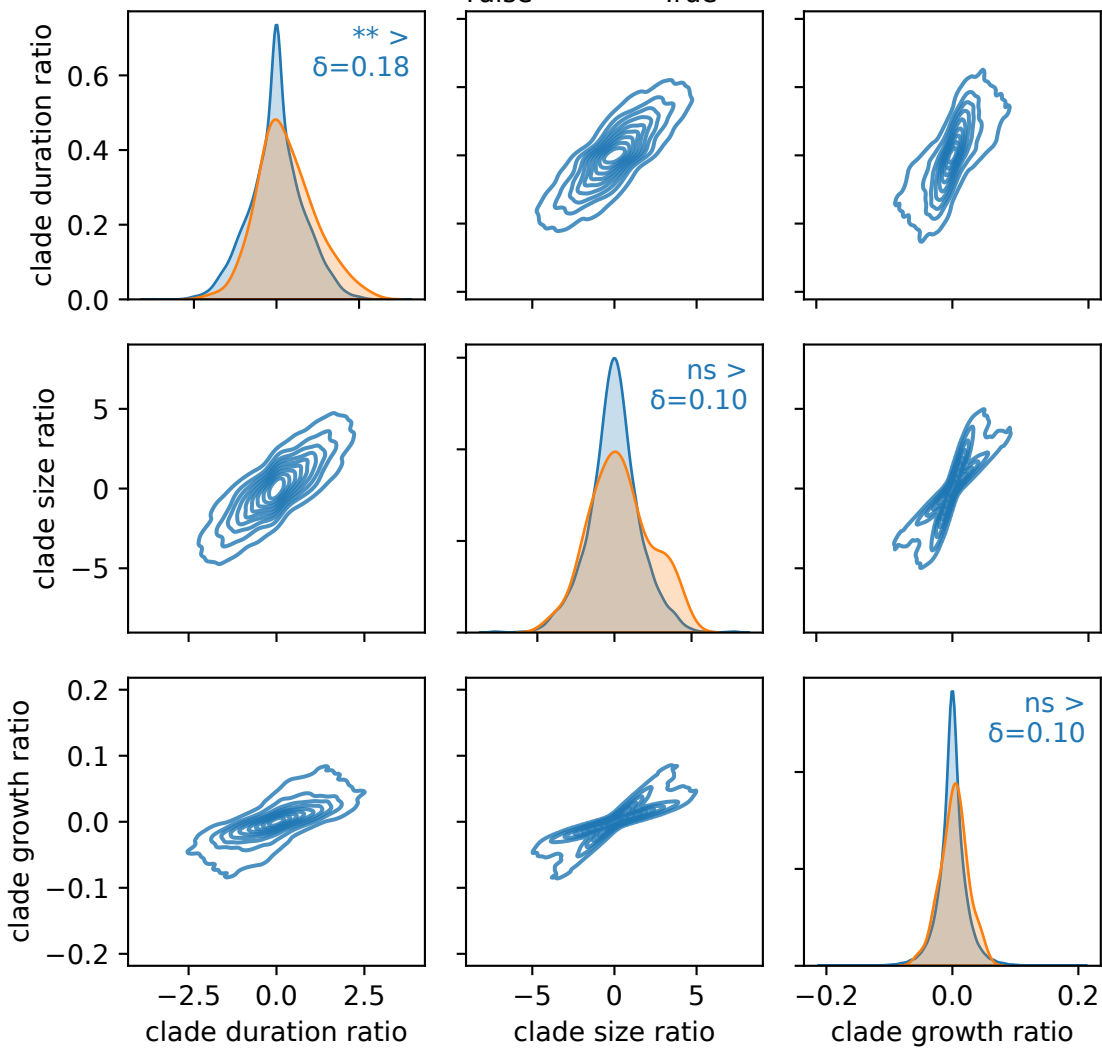 clade duration ratio
0.6
0.4
0.2
0.0
** >
δ=0.18
clade size ratio
5
0
−5
ns >
δ=0.10
clade growth ratio
0.2
0.1
0.0
−0.1
−0.2
ns >
δ=0.10
−2.5 0.0 2.5
−5 0 5
−0.2 0.0 0.2
clade duration ratio
clade size ratio
clade growth ratio